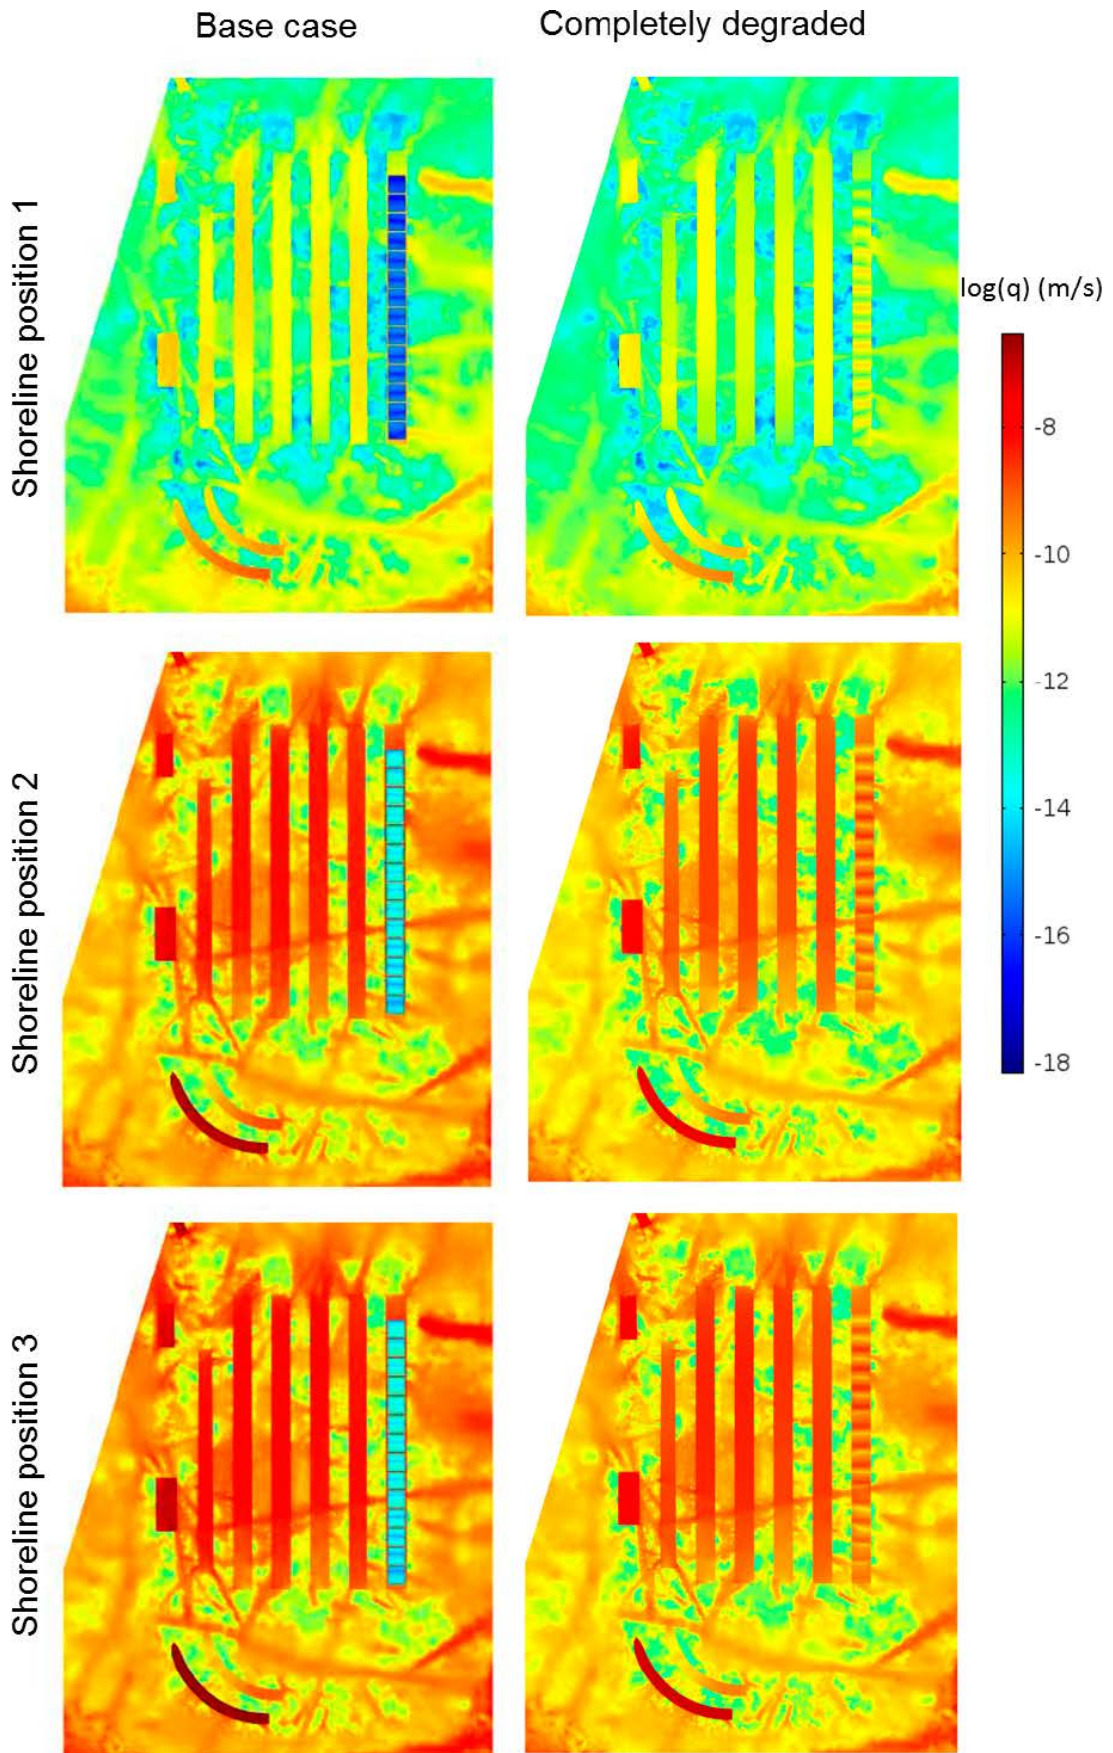 Base case
Completely degraded
Shoreline position 1
log(q) (m/s)
-8
-10
-12
-14
-16
-18
Shoreline position 2
Shoreline position 3